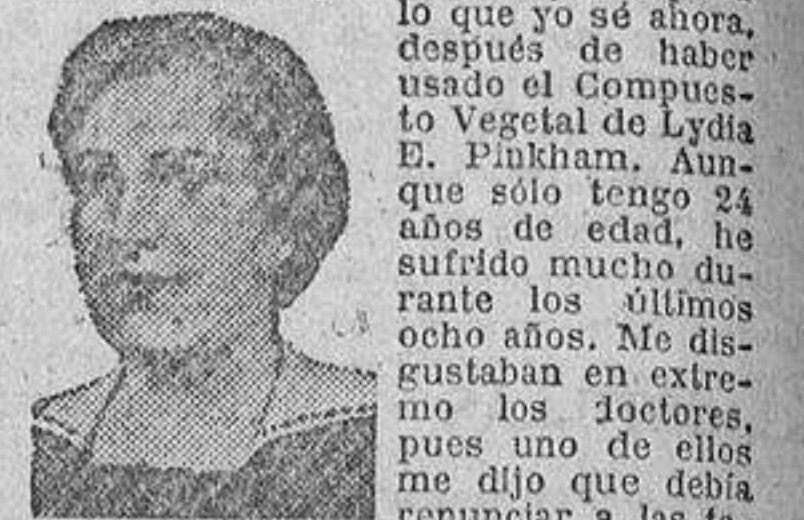 lo que yo sé ahora,
después de haber
usado el Compues-
to Vegetal de Lydia
E. Pinkham. Aun-
que sólo tengo 24
años de edad, he
sufrido mucho du-
rante los últimos
ocho años. Me dis-
gustaban en extre-
mo los doctores,
pues uno de ellos
me dijo que debía
renunciar a las